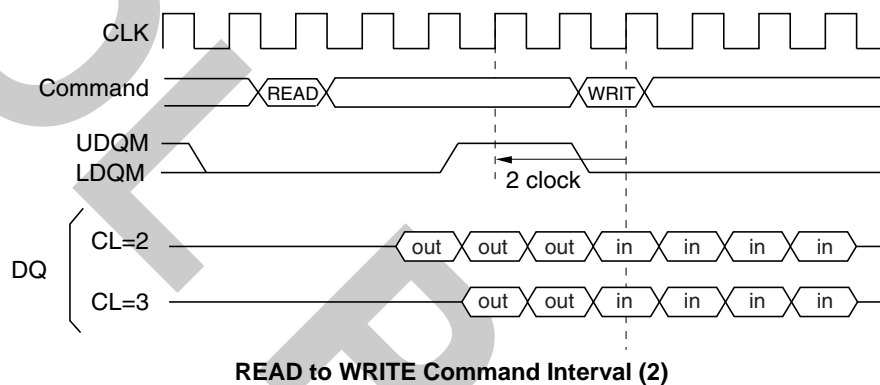 CLK
Command READ WRIT
UDQM
LDQM
2 clock
DQ
CL=2 out out out in in in in
CL=3 out out in in in in
READ to WRITE Command Interval (2)